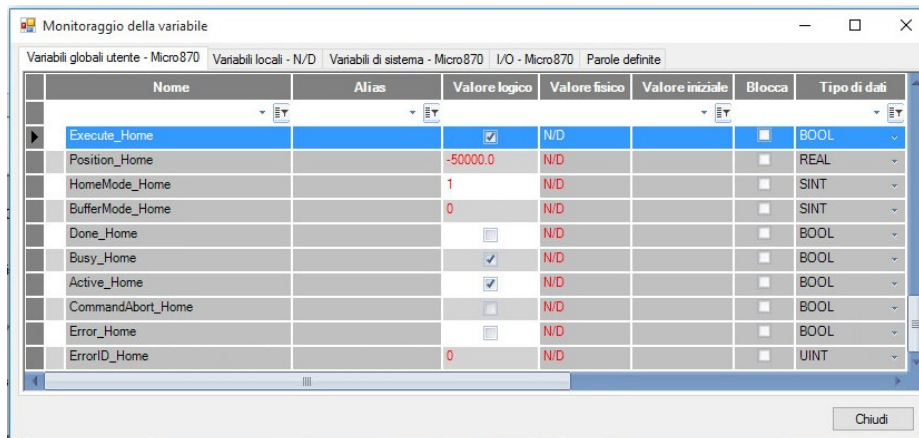 Monitoraggio della variabile
Variabili globali utente - Micro870 Variabili locali - N/D Variabili di sistema - Micro870 I/O - Micro870 Parole definite
Nome Alias Valore logico Valore fisico Valore iniziale Blocca Tipo di dati
Execute_Home N/D BOOL
Position_Home -50000.0 N/D REAL
HomeMode_Home 1 N/D SINT
BufferMode_Home 0 N/D SINT
Done_Home N/D BOOL
Busy_Home N/D BOOL
Active_Home N/D BOOL
CommandAbort_Home N/D BOOL
Error_Home N/D BOOL
ErrorID_Home 0 N/D UINT
Chiudi